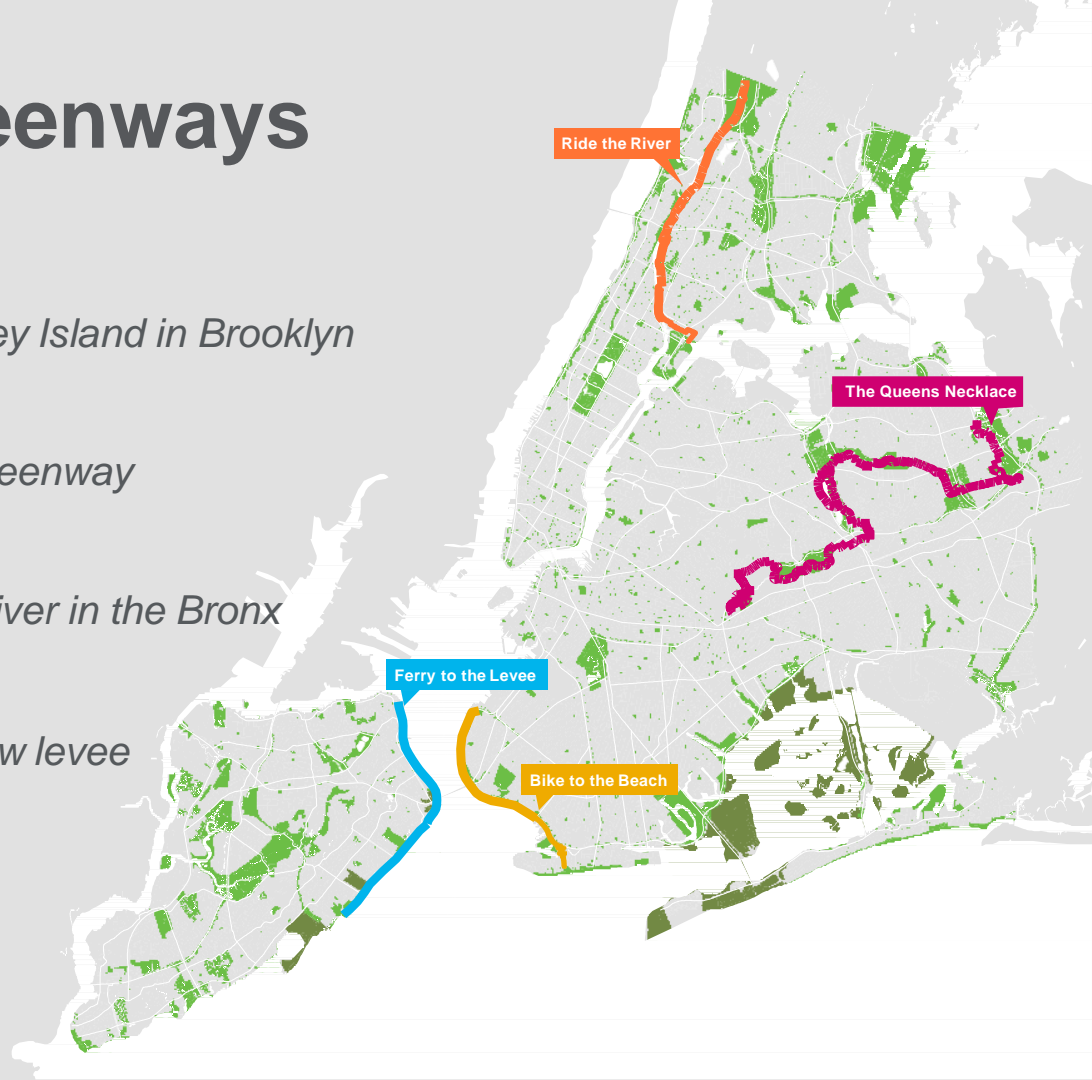 eenways
Ride the River
ey Island in Brooklyn
The Queens Necklace
eenway
iver in the Bronx
Ferry to the Levee
w levee
Bike to the Beach